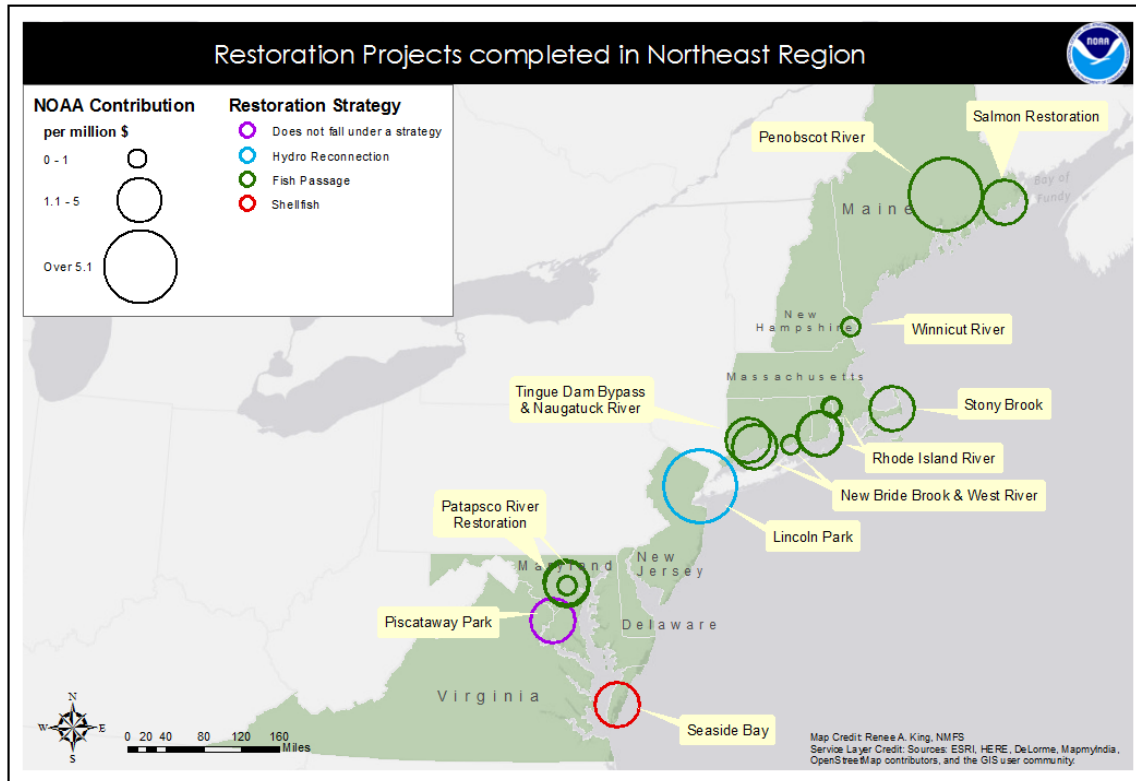 Restoration Projects completed in Northeast Region
NOAA
NOAA Contribution
per million $
0 - 1
1.1 - 5
Over 5.1
Restoration Strategy
Does not fall under a strategy
Hydro Reconnection
Fish Passage
Shellfish
Salmon Restoration
Penobscot River
Bay of
Fundy
Maine
New
Hampshire
Winnicut River
Massachusetts
Tingue Dam Bypass
& Naugatuck River
Stony Brook
Rhode Island River
New Bride Brook & West River
Lincoln Park
Patapsco River
Restoration
Maryland
New
Jersey
Piscataway Park
Delaware
Virginia
Seaside Bay
N
W
E
S
0 20 40 80 120 160
Miles
Map Credit: Renee A. King, NMFS
Service Layer Credit: Sources: ESRI, HERE, DeLorme, MapmyIndia,
OpenStreetMap contributors, and the GIS user community.